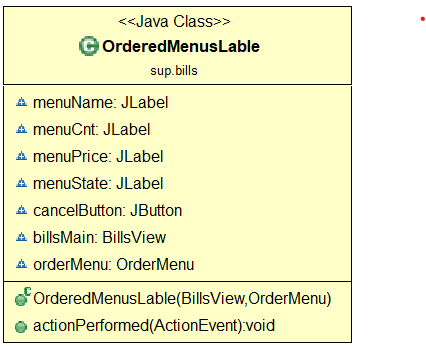 <<Java Class>>
C OrderedMenusLable
sup.bills
menuName: JLabel
menuCnt: JLabel
menuPrice: JLabel
menuState: JLabel
cancelButton: JButton
billsMain: BillsView
orderMenu: OrderMenu
C OrderedMenusLable(BillsView,OrderMenu)
actionPerformed(ActionEvent):void